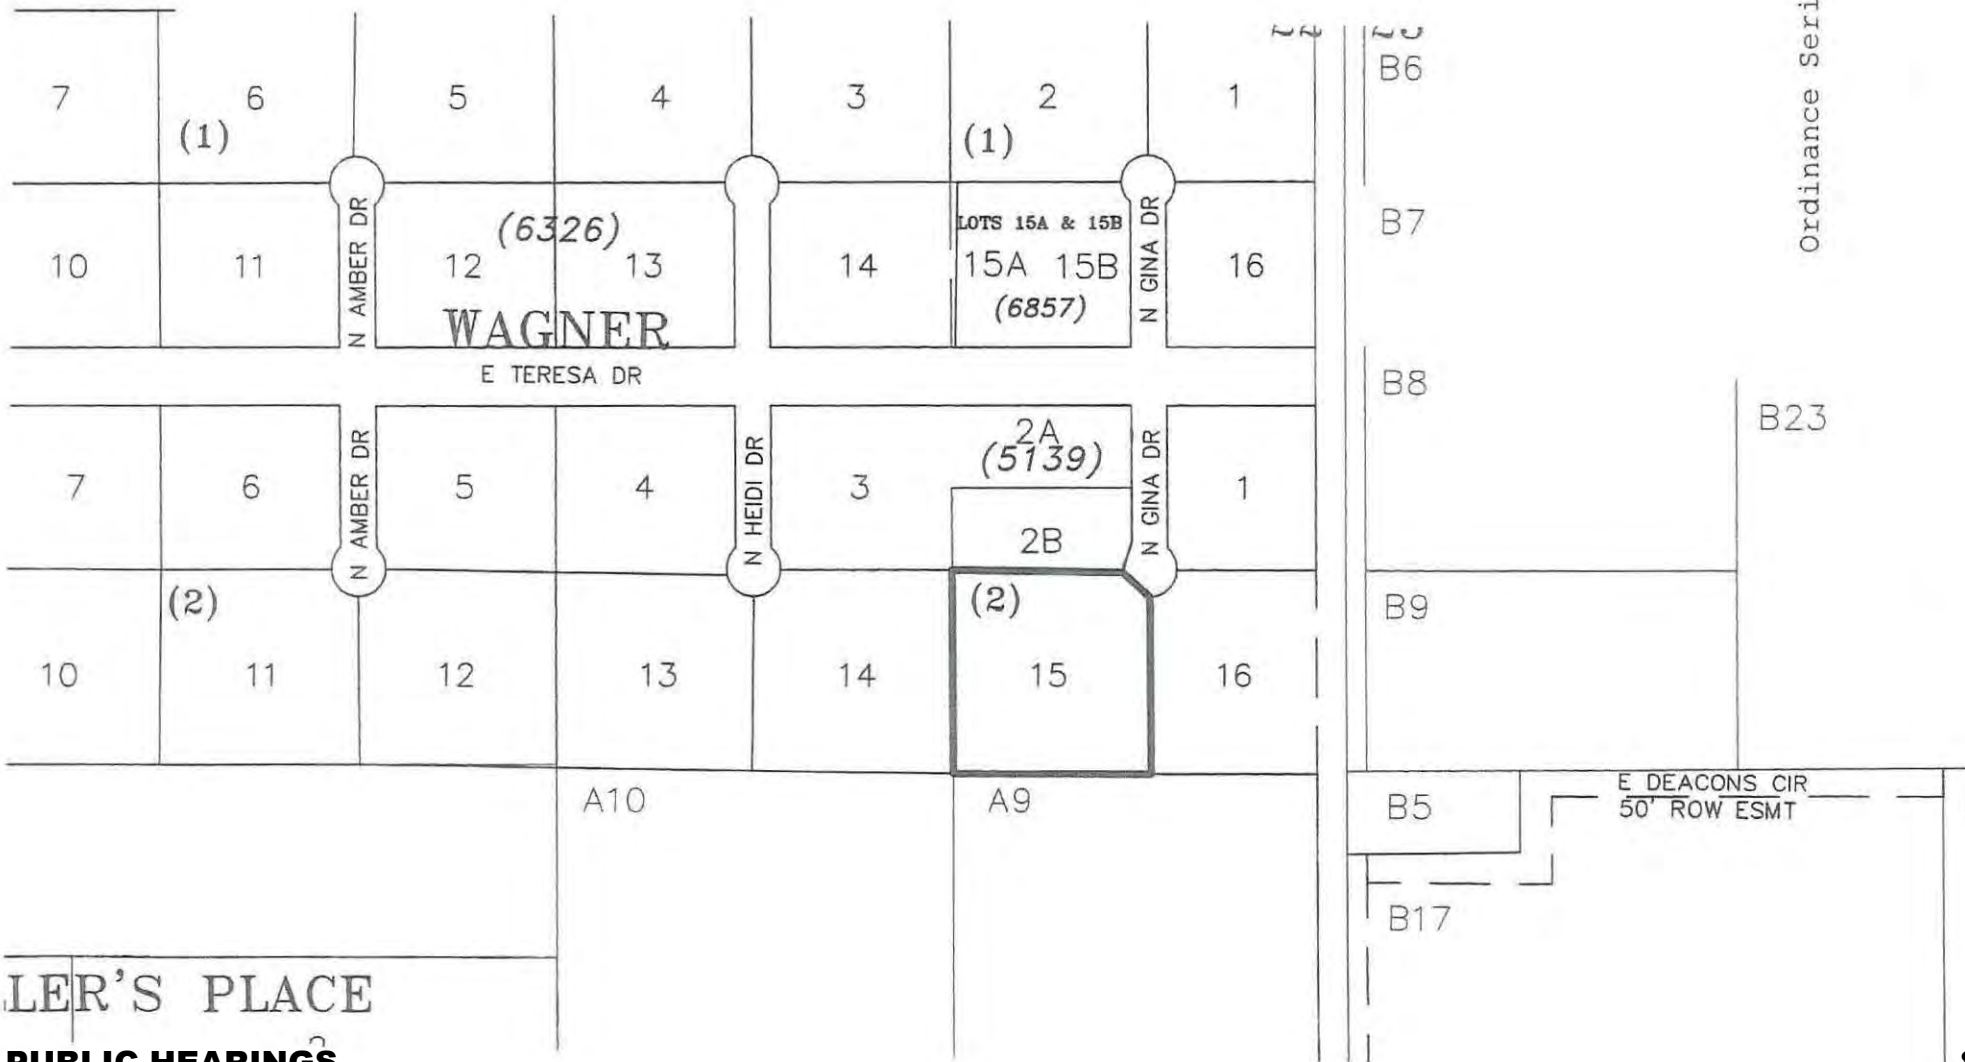 Ordinance Seri
B6
7 6 5 4 3 2 1
(1) (1)
B7
(6326)
LOTS 15A & 15B
10 11 12 13 14 15A 15B 16
(6857)
N AMBER DR
N GINA DR
WAGNER
E TERESA DR
B8
B23
2A
(5139)
7 6 5 4 3 1
N AMBER DR
N HEIDI DR
N GINA DR
2B
(2) (2)
B9
10 11 12 13 14 15 16
A10 A9
B5
E DEACONS CIR
50' ROW ESMT
B17
LER'S PLACE
PUBLIC HEARINGS